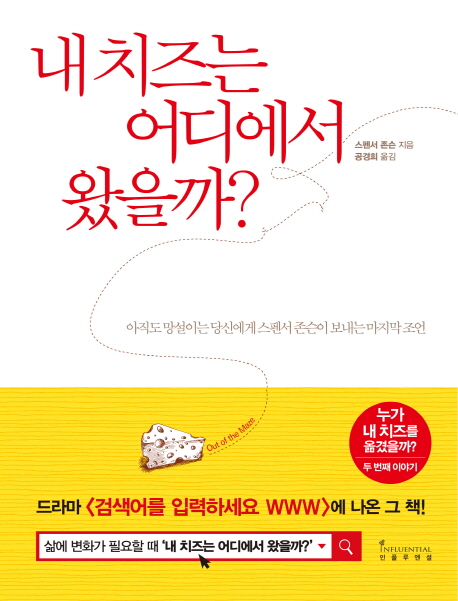 내 치즈는
어디에서
왔을까?
스펜서 존슨 지음
공경희 옮김
아직도 망설이는 당신에게 스펜서 존슨이 보내는 마지막 조언
Out of the Maze
누가
내 치즈를
옮겼을까?
두 번째 이야기
드라마 〈검색어를 입력하세요 WWW〉에 나온 그 책!
삶에 변화가 필요할 때 ‘내 치즈는 어디에서 왔을까?’
INFLUENTIAL
인플루엔셜